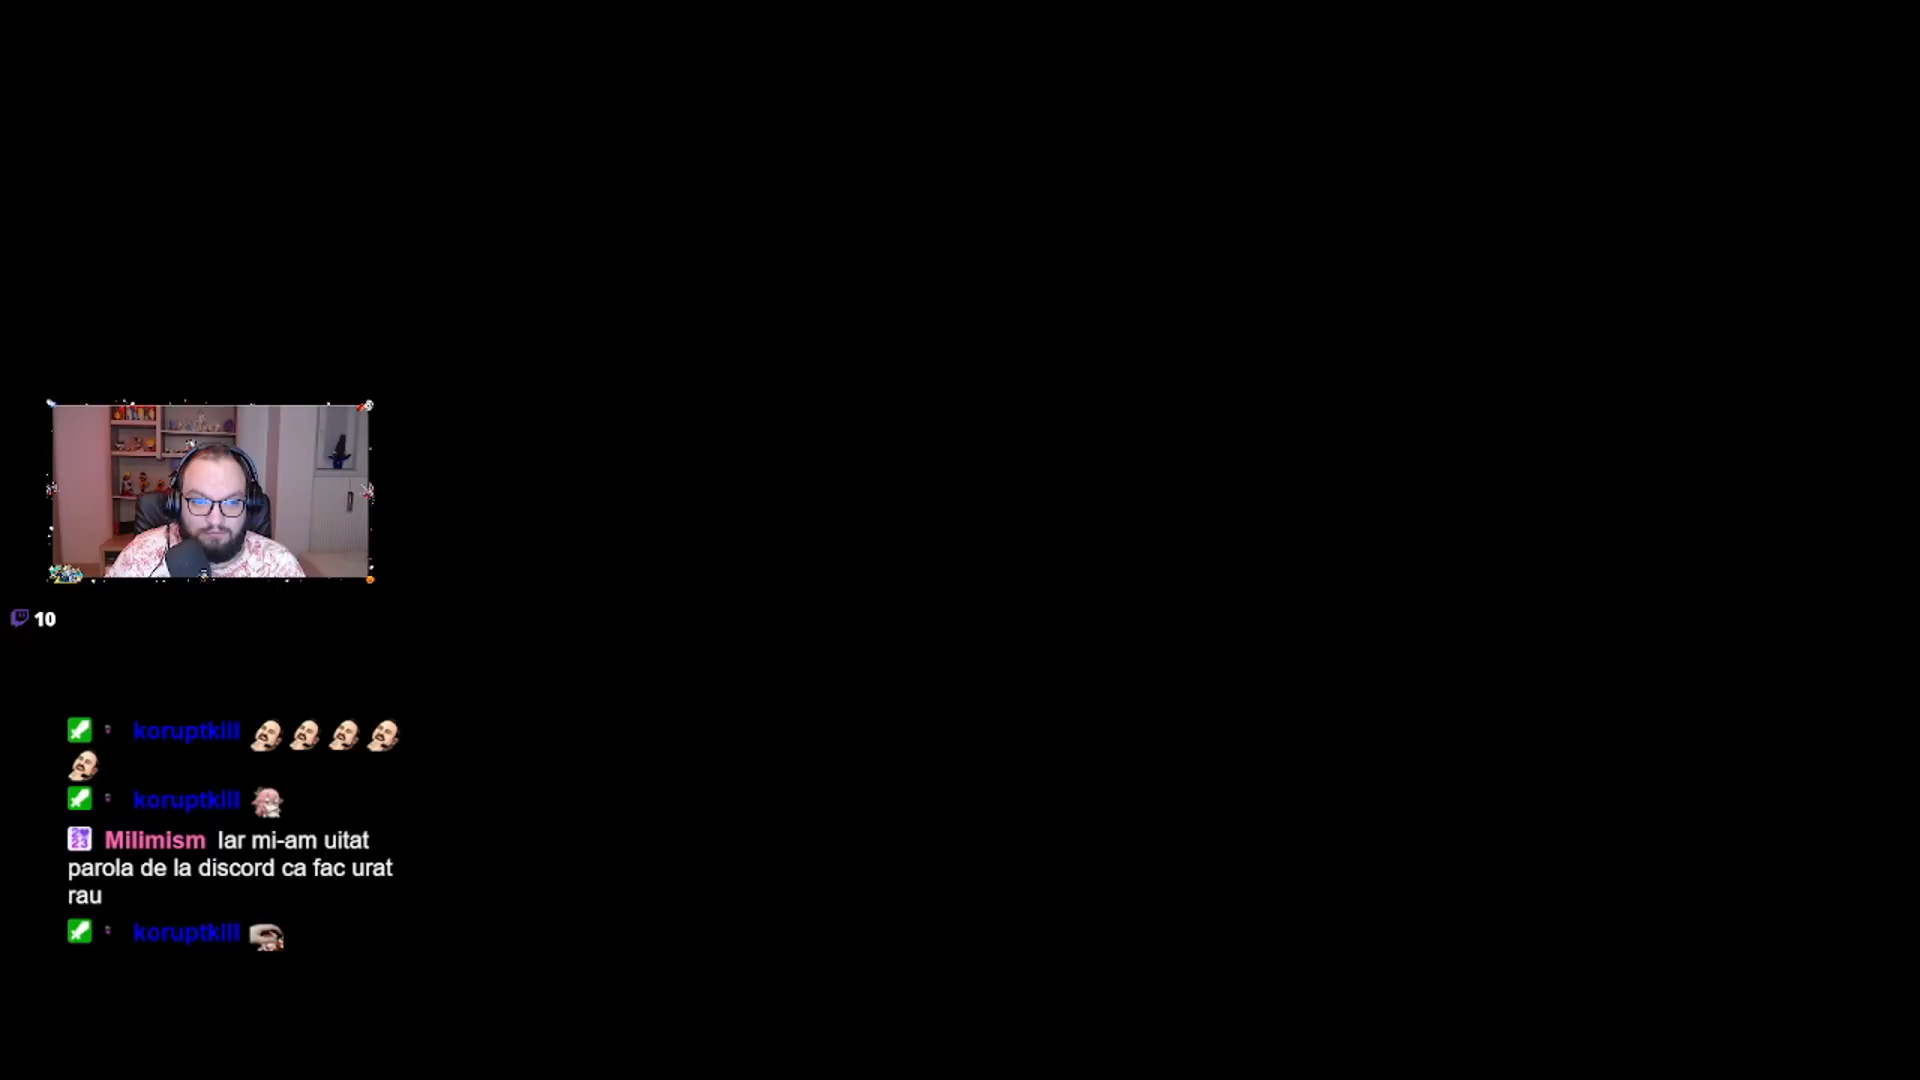 10
koruptkill
koruptkill
Milimism Iar mi-am uitat
parola de la discord ca fac urat
rau
koruptkill